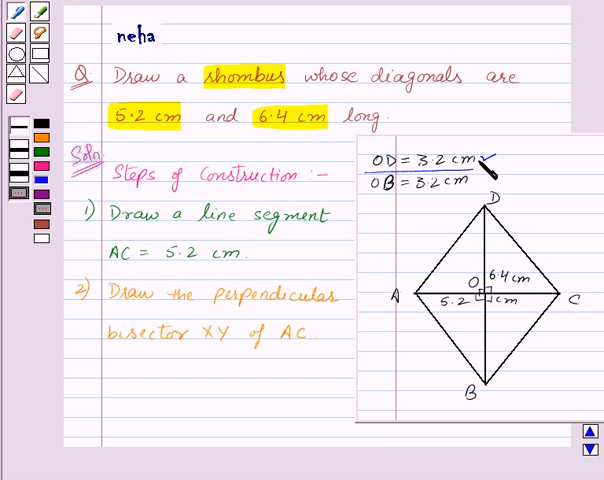 neha
Q. Draw a rhombus whose diagonals are
5.2 cm and 6.4 cm long.
Soln.
Steps of Construction :-
1) Draw a line segment
AC = 5.2 cm.
2) Draw the perpendicular
bisector XY of AC.
OD = 3.2 cm ✓
OB = 3.2 cm
D
O 6.4 cm
A 5.2 cm C
B